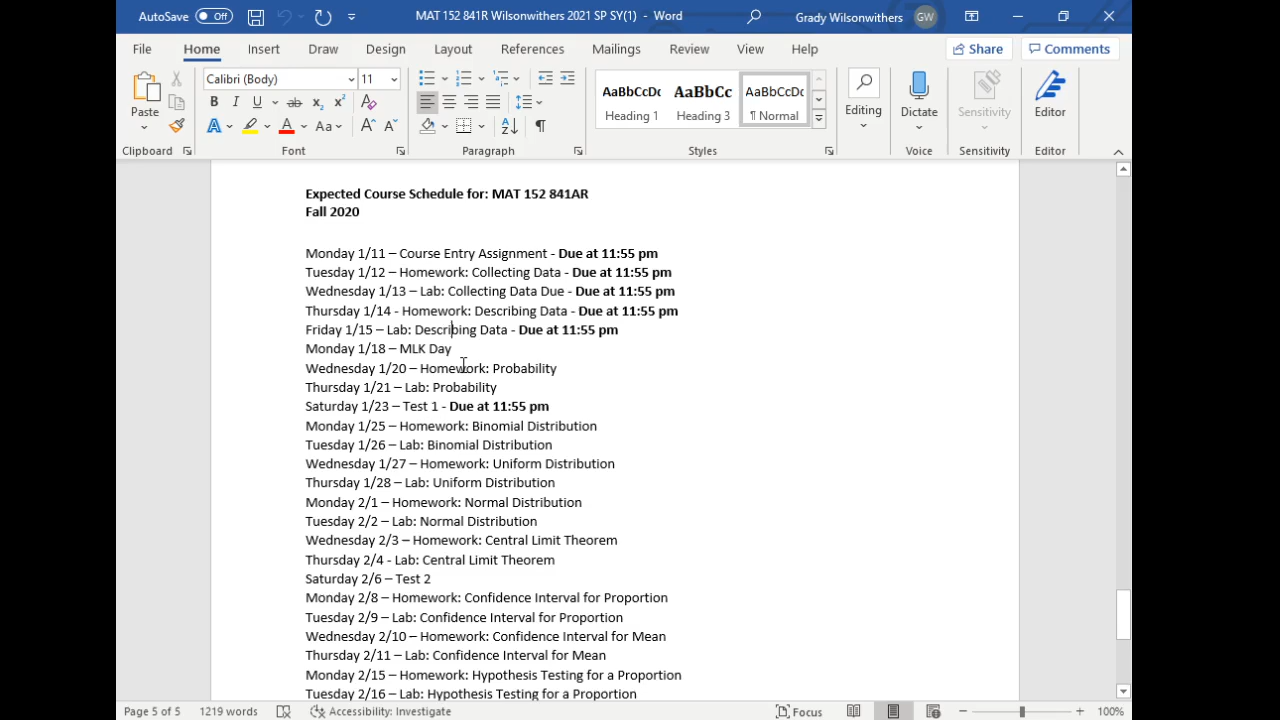 AutoSave Off MAT 152 841R Wilsonwithers 2021 SP SY(1) - Word Grady Wilsonwithers GW
File Home Insert Draw Design Layout References Mailings Review View Help Share Comments
Calibri (Body) 11
AaBbCcDc AaBbCc AaBbCcDc
Paste Heading 1 Heading 3 ¶ Normal Editing Dictate Sensitivity Editor
Clipboard Font Paragraph Styles Voice Sensitivity Editor
Expected Course Schedule for: MAT 152 841AR
Fall 2020
Monday 1/11 – Course Entry Assignment - Due at 11:55 pm
Tuesday 1/12 – Homework: Collecting Data - Due at 11:55 pm
Wednesday 1/13 – Lab: Collecting Data Due - Due at 11:55 pm
Thursday 1/14 - Homework: Describing Data - Due at 11:55 pm
Friday 1/15 – Lab: Describing Data - Due at 11:55 pm
Monday 1/18 – MLK Day
Wednesday 1/20 – Homework: Probability
Thursday 1/21 – Lab: Probability
Saturday 1/23 – Test 1 - Due at 11:55 pm
Monday 1/25 – Homework: Binomial Distribution
Tuesday 1/26 – Lab: Binomial Distribution
Wednesday 1/27 – Homework: Uniform Distribution
Thursday 1/28 – Lab: Uniform Distribution
Monday 2/1 – Homework: Normal Distribution
Tuesday 2/2 – Lab: Normal Distribution
Wednesday 2/3 – Homework: Central Limit Theorem
Thursday 2/4 - Lab: Central Limit Theorem
Saturday 2/6 – Test 2
Monday 2/8 – Homework: Confidence Interval for Proportion
Tuesday 2/9 – Lab: Confidence Interval for Proportion
Wednesday 2/10 – Homework: Confidence Interval for Mean
Thursday 2/11 – Lab: Confidence Interval for Mean
Monday 2/15 – Homework: Hypothesis Testing for a Proportion
Tuesday 2/16 – Lab: Hypothesis Testing for a Proportion
Page 5 of 5 1219 words Accessibility: Investigate Focus 100%